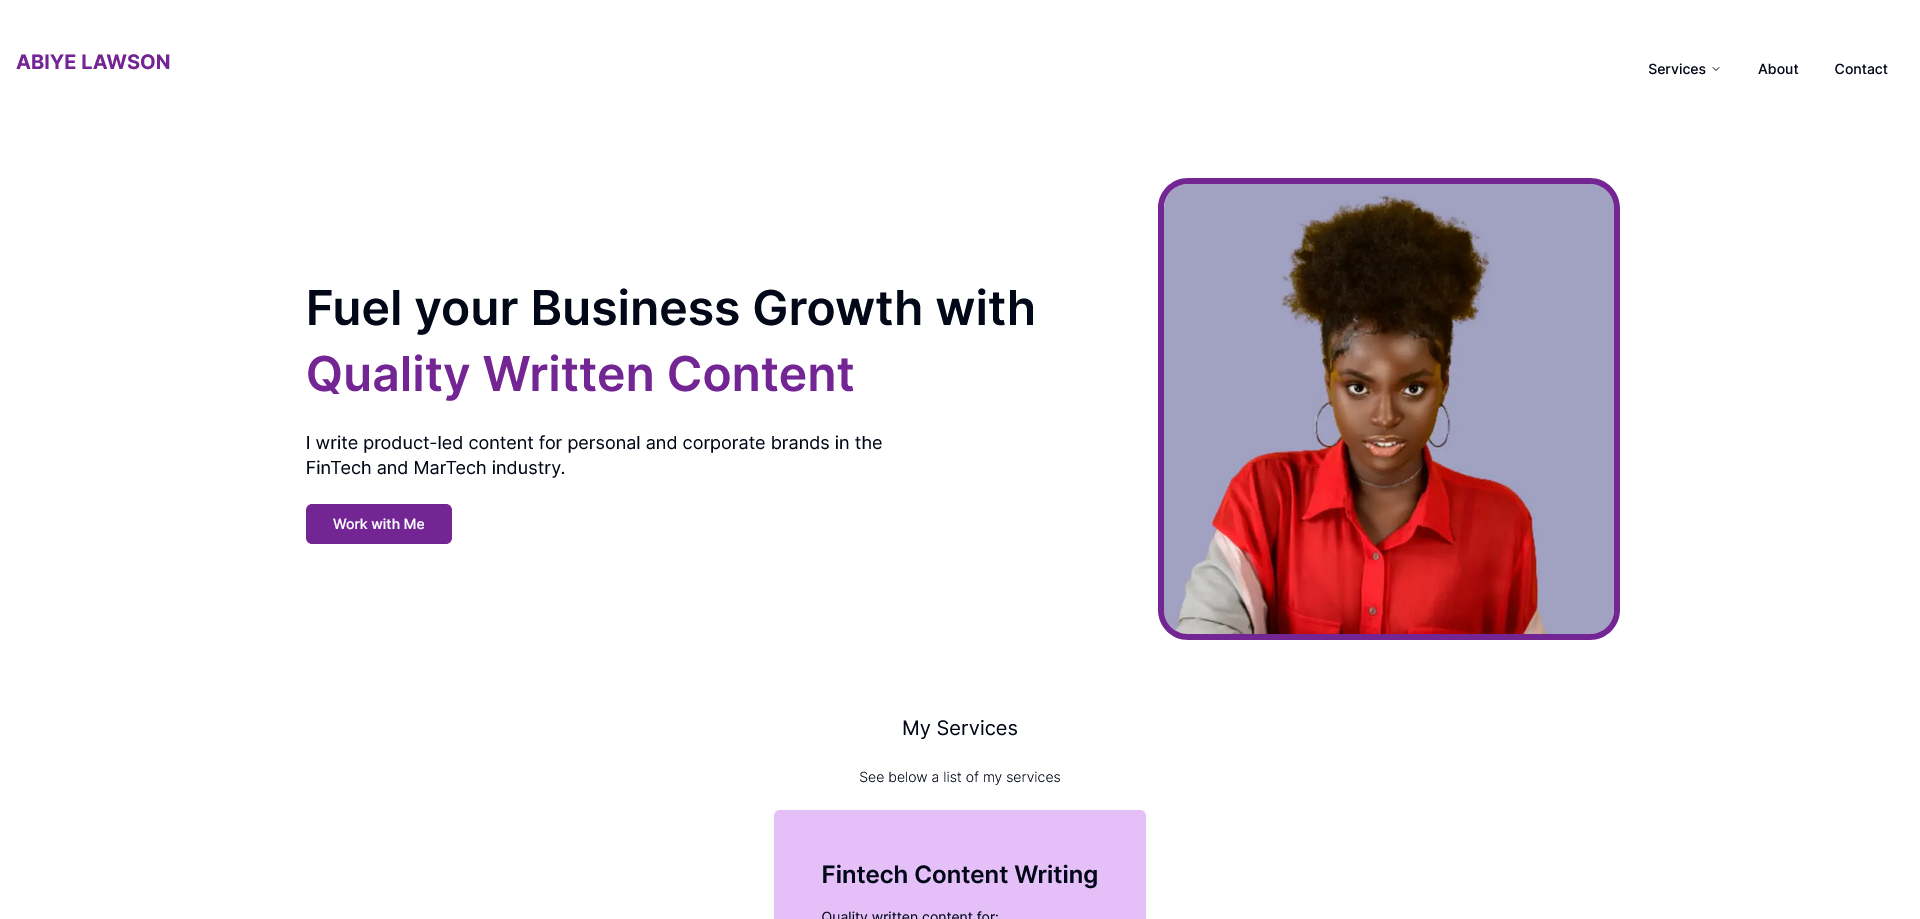 ABIYE LAWSON
Services
About
Contact
Fuel your Business Growth with
Quality Written Content
I write product-led content for personal and corporate brands in the
FinTech and MarTech industry.
Work with Me
My Services
See below a list of my services
Fintech Content Writing
Quality written content for: